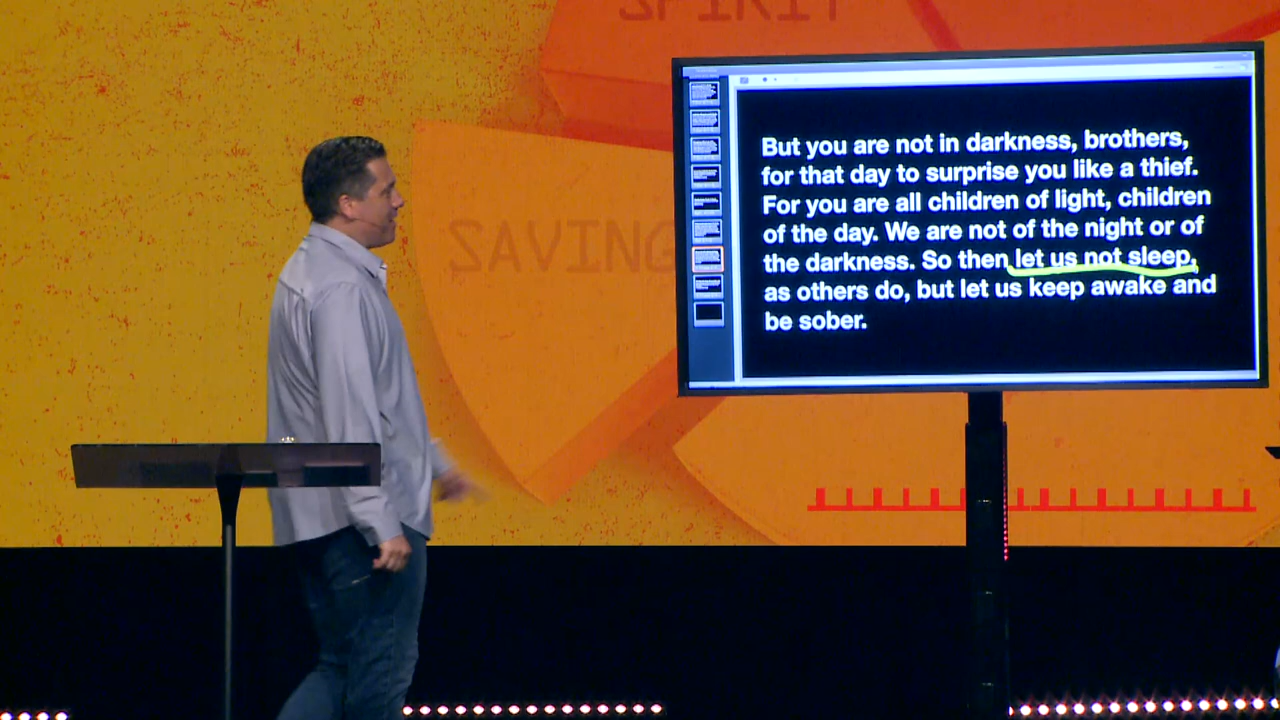 SPIRIT
SAVING
But you are not in darkness, brothers,
for that day to surprise you like a thief.
For you are all children of light, children
of the day. We are not of the night or of
the darkness. So then let us not sleep,
as others do, but let us keep awake and
be sober.